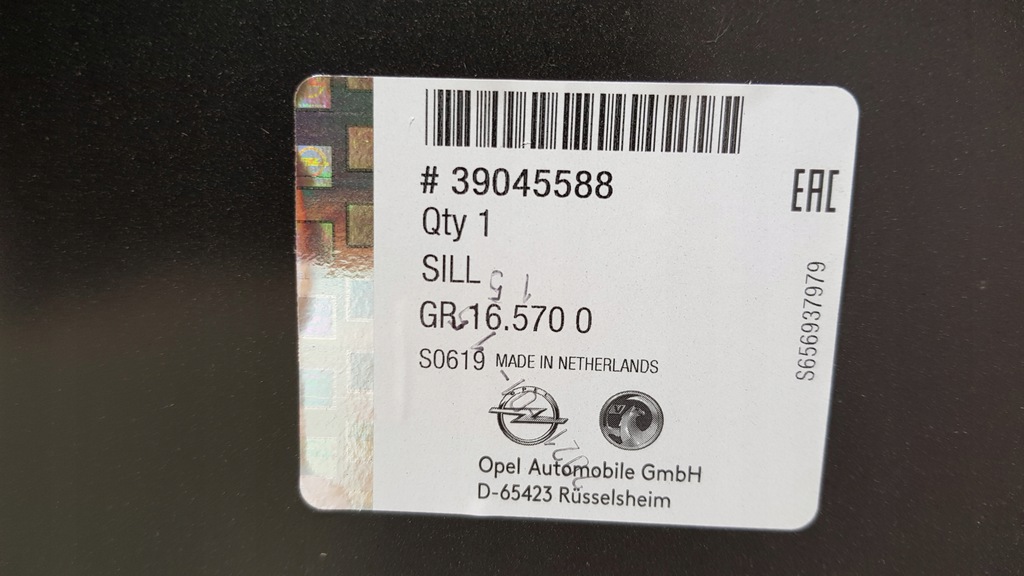 # 39045588
Qty 1
SILL
GR.16.570 0
S0619 MADE IN NETHERLANDS
OPEL
Opel Automobile GmbH
D-65423 Rüsselsheim
EAC
S656937979